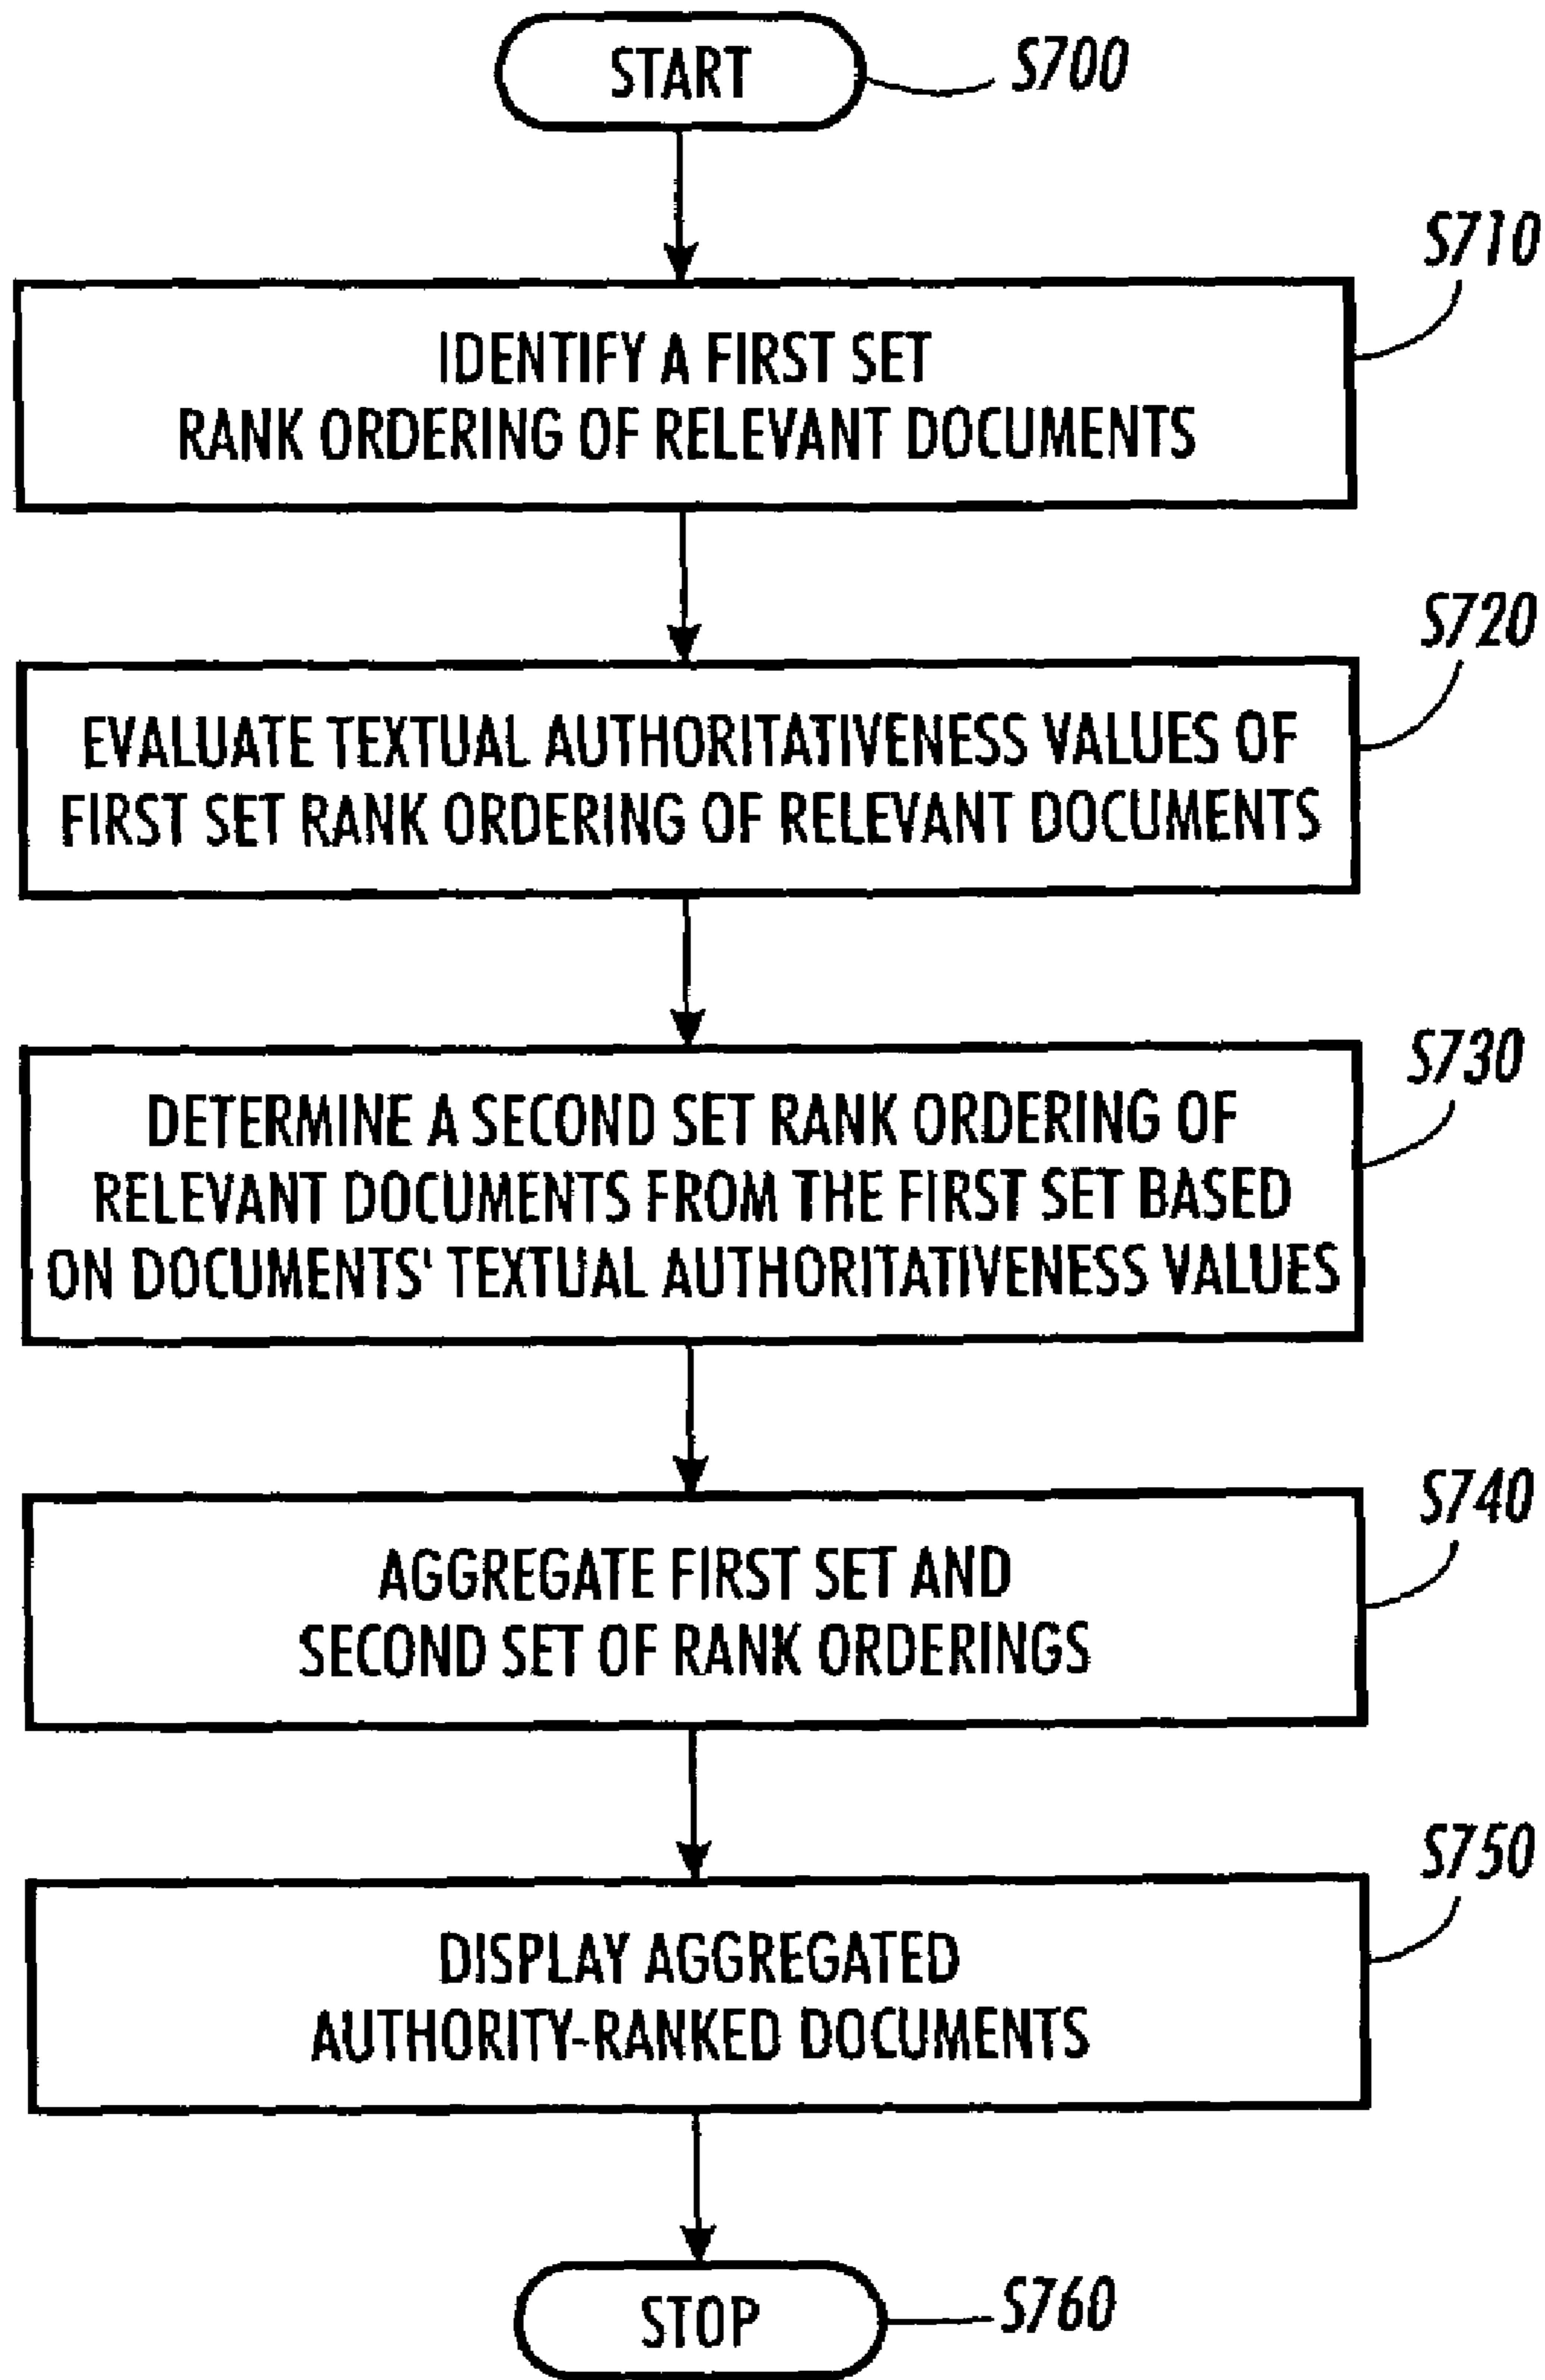 START
S700
S710
IDENTIFY A FIRST SET
RANK ORDERING OF RELEVANT DOCUMENTS
S720
EVALUATE TEXTUAL AUTHORITATIVENESS VALUES OF
FIRST SET RANK ORDERING OF RELEVANT DOCUMENTS
S730
DETERMINE A SECOND SET RANK ORDERING OF
RELEVANT DOCUMENTS FROM THE FIRST SET BASED
ON DOCUMENTS' TEXTUAL AUTHORITATIVENESS VALUES
S740
AGGREGATE FIRST SET AND
SECOND SET OF RANK ORDERINGS
S750
DISPLAY AGGREGATED
AUTHORITY-RANKED DOCUMENTS
STOP
S760